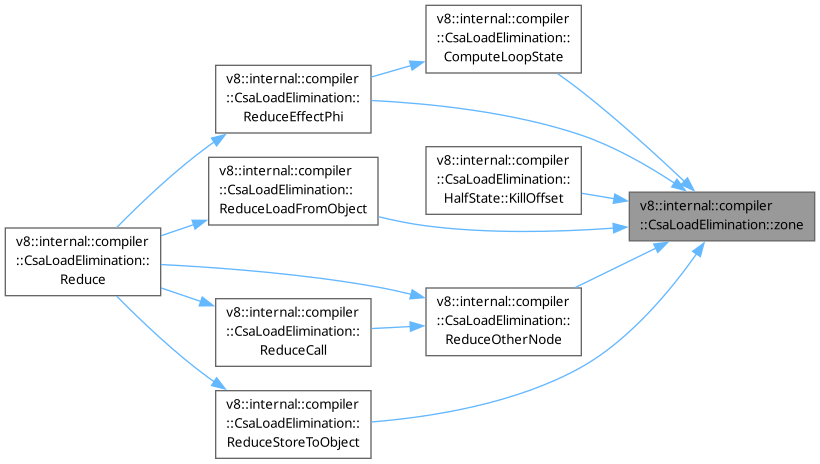 v8::internal::compiler
::CsaLoadElimination::
ComputeLoopState
v8::internal::compiler
::CsaLoadElimination::
ReduceEffectPhi
v8::internal::compiler
::CsaLoadElimination::
HalfState::KillOffset
v8::internal::compiler
::CsaLoadElimination::
ReduceLoadFromObject
v8::internal::compiler
::CsaLoadElimination::zone
v8::internal::compiler
::CsaLoadElimination::
Reduce
v8::internal::compiler
::CsaLoadElimination::
ReduceOtherNode
v8::internal::compiler
::CsaLoadElimination::
ReduceCall
v8::internal::compiler
::CsaLoadElimination::
ReduceStoreToObject